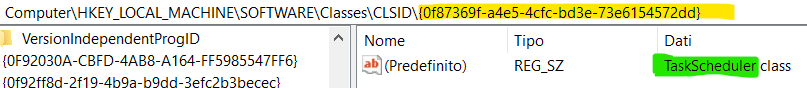 Computer\HKEY_LOCAL_MACHINE\SOFTWARE\Classes\CLSID\{0f87369f-a4e5-4cfc-bd3e-73e6154572dd}
VersionIndependentProgID
{0F92030A-CBFD-4AB8-A164-FF5985547FF6}
{0f92ff8d-2f19-4b9a-b9dd-3efc2b3becec}
Nome Tipo Dati
ab (Predefinito) REG_SZ TaskScheduler class